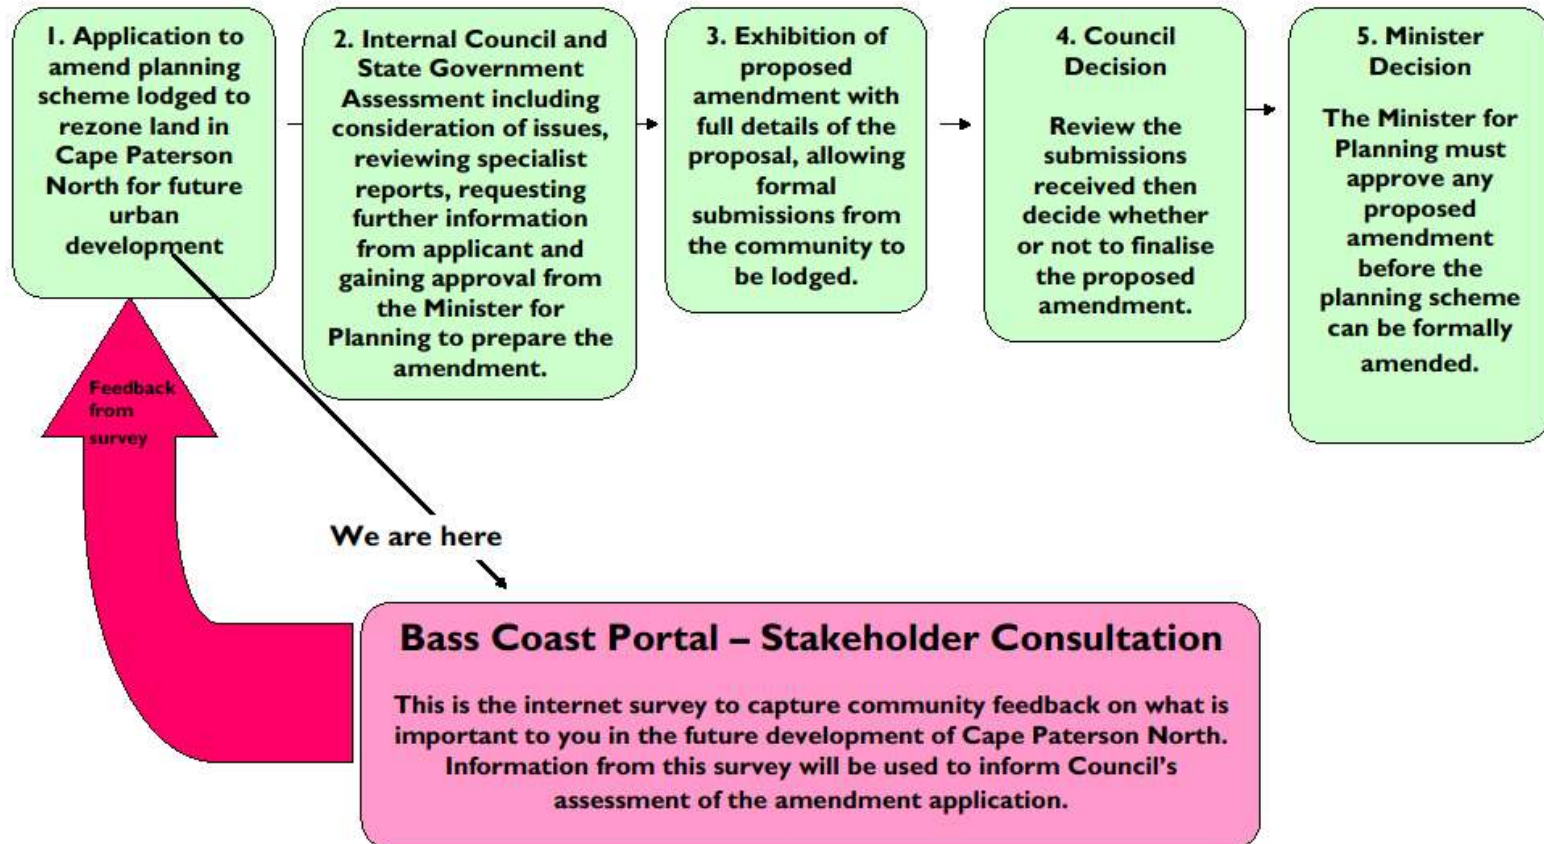 1. Application to
amend planning
scheme lodged to
rezone land in
Cape Paterson
North for future
urban
development
2. Internal Council and
State Government
Assessment including
consideration of issues,
reviewing specialist
reports, requesting
further information
from applicant and
gaining approval from
the Minister for
Planning to prepare the
amendment.
3. Exhibition of
proposed
amendment with
full details of the
proposal, allowing
formal
submissions from
the community to
be lodged.
4. Council
Decision
Review the
submissions
received then
decide whether
or not to finalise
the proposed
amendment.
5. Minister
Decision
The Minister for
Planning must
approve any
proposed
amendment
before the
planning scheme
can be formally
amended.
Feedback
from
survey
We are here
Bass Coast Portal – Stakeholder Consultation
This is the internet survey to capture community feedback on what is
important to you in the future development of Cape Paterson North.
Information from this survey will be used to inform Council's
assessment of the amendment application.